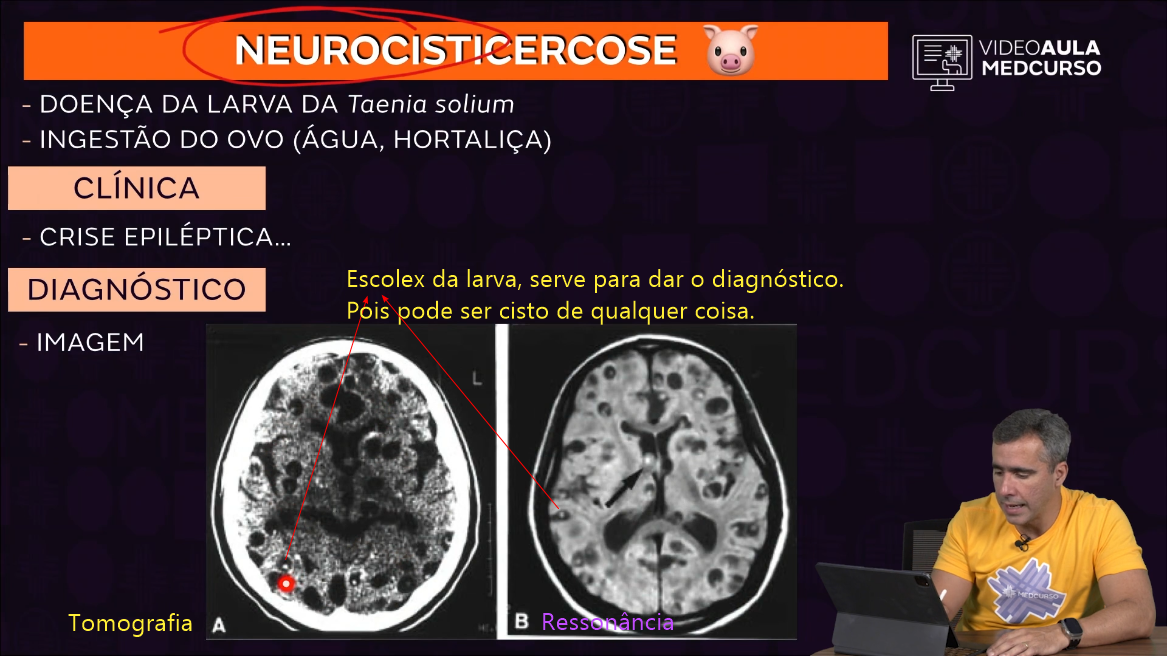 NEUROCISTICERCOSE
VIDEOAULA
MEDCURSO
- DOENÇA DA LARVA DA Taenia solium
- INGESTÃO DO OVO (ÁGUA, HORTALIÇA)
CLÍNICA
- CRISE EPILÉPTICA...
DIAGNÓSTICO
Escolex da larva, serve para dar o diagnóstico.
Pois pode ser cisto de qualquer coisa.
- IMAGEM
L
Tomografia
A
B
Ressonância
MEDCURSO